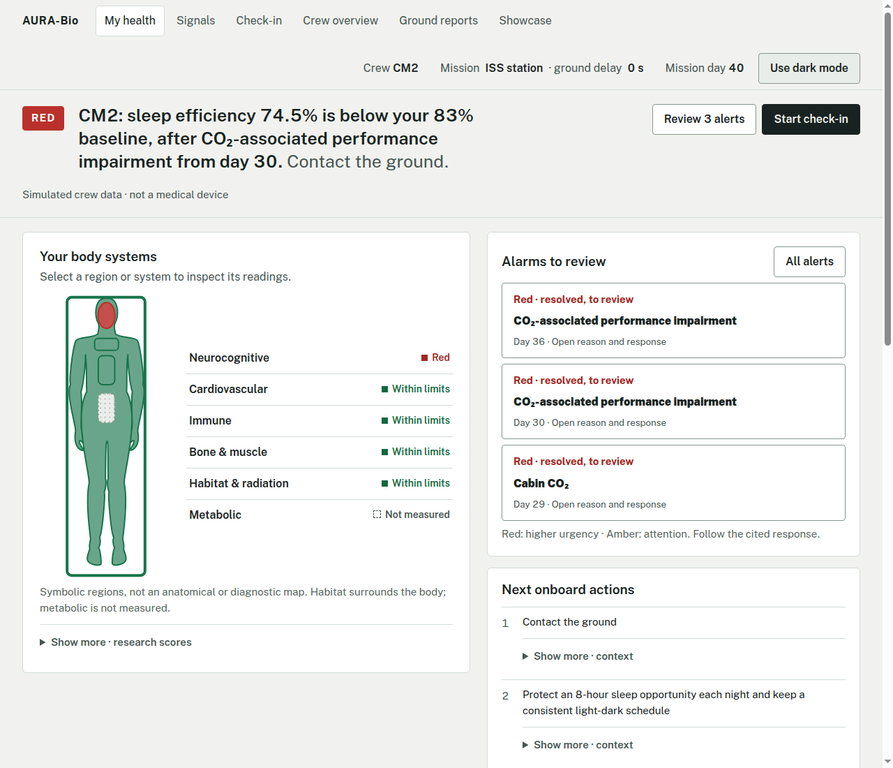 AURA-Bio My health Signals Check-in Crew overview Ground reports Showcase
Crew CM2 Mission ISS station · ground delay 0 s Mission day 40 Use dark mode
RED
CM2: sleep efficiency 74.5% is below your 83%
baseline, after CO₂-associated performance
impairment from day 30. Contact the ground.
Review 3 alerts Start check-in
Simulated crew data · not a medical device
Your body systems
Select a region or system to inspect its readings.
Neurocognitive Red
Cardiovascular Within limits
Immune Within limits
Bone & muscle Within limits
Habitat & radiation Within limits
Metabolic Not measured
Symbolic regions, not an anatomical or diagnostic map. Habitat surrounds the body;
metabolic is not measured.
Show more · research scores
Alarms to review All alerts
Red · resolved, to review
CO₂-associated performance impairment
Day 36 · Open reason and response
Red · resolved, to review
CO₂-associated performance impairment
Day 30 · Open reason and response
Red · resolved, to review
Cabin CO₂
Day 29 · Open reason and response
Red: higher urgency · Amber: attention. Follow the cited response.
Next onboard actions
1 Contact the ground
Show more · context
2 Protect an 8-hour sleep opportunity each night and keep a
consistent light-dark schedule
Show more · context